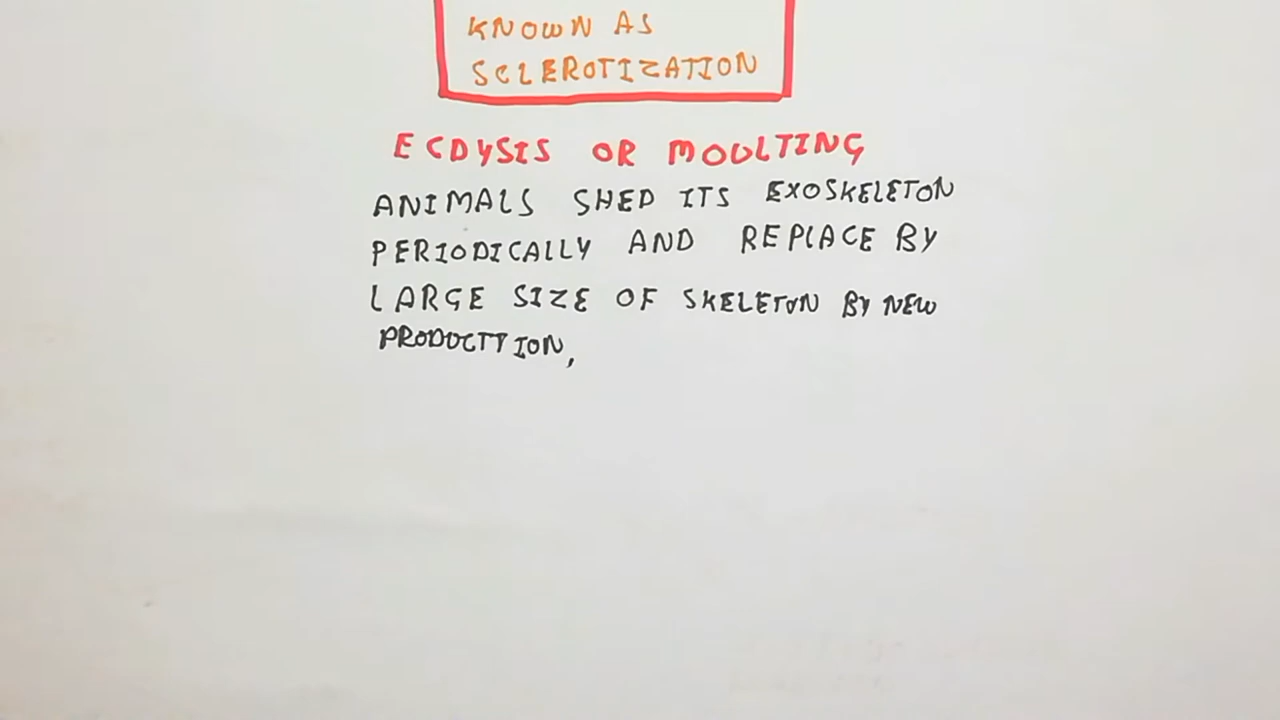 KNOWN AS
SCLEROTIZATION
ECDYSIS OR MOULTING
ANIMALS SHED ITS EXOSKELETON
PERIODICALLY AND REPLACE BY
LARGE SIZE OF SKELETON BY NEW
PRODUCTTION,